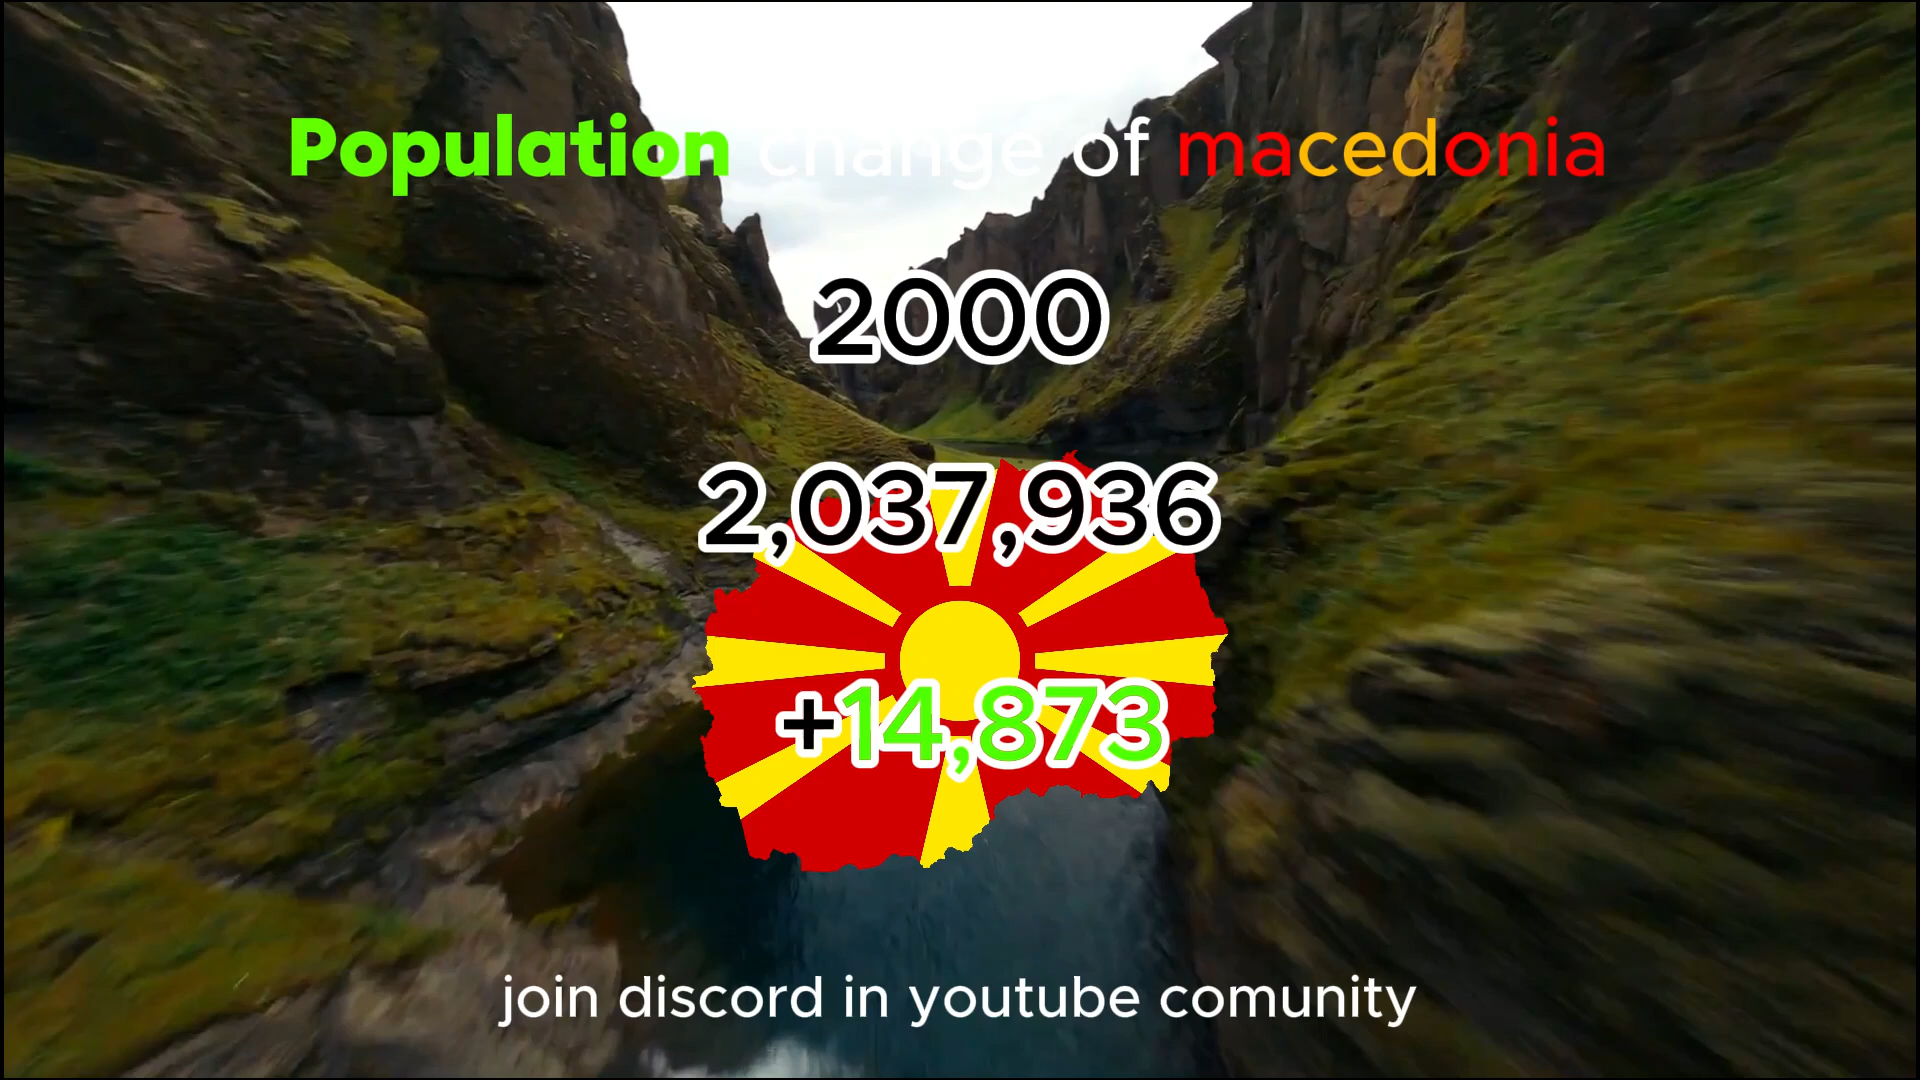 Population change of macedonia
2000
2,037,936
+14,873
join discord in youtube comunity